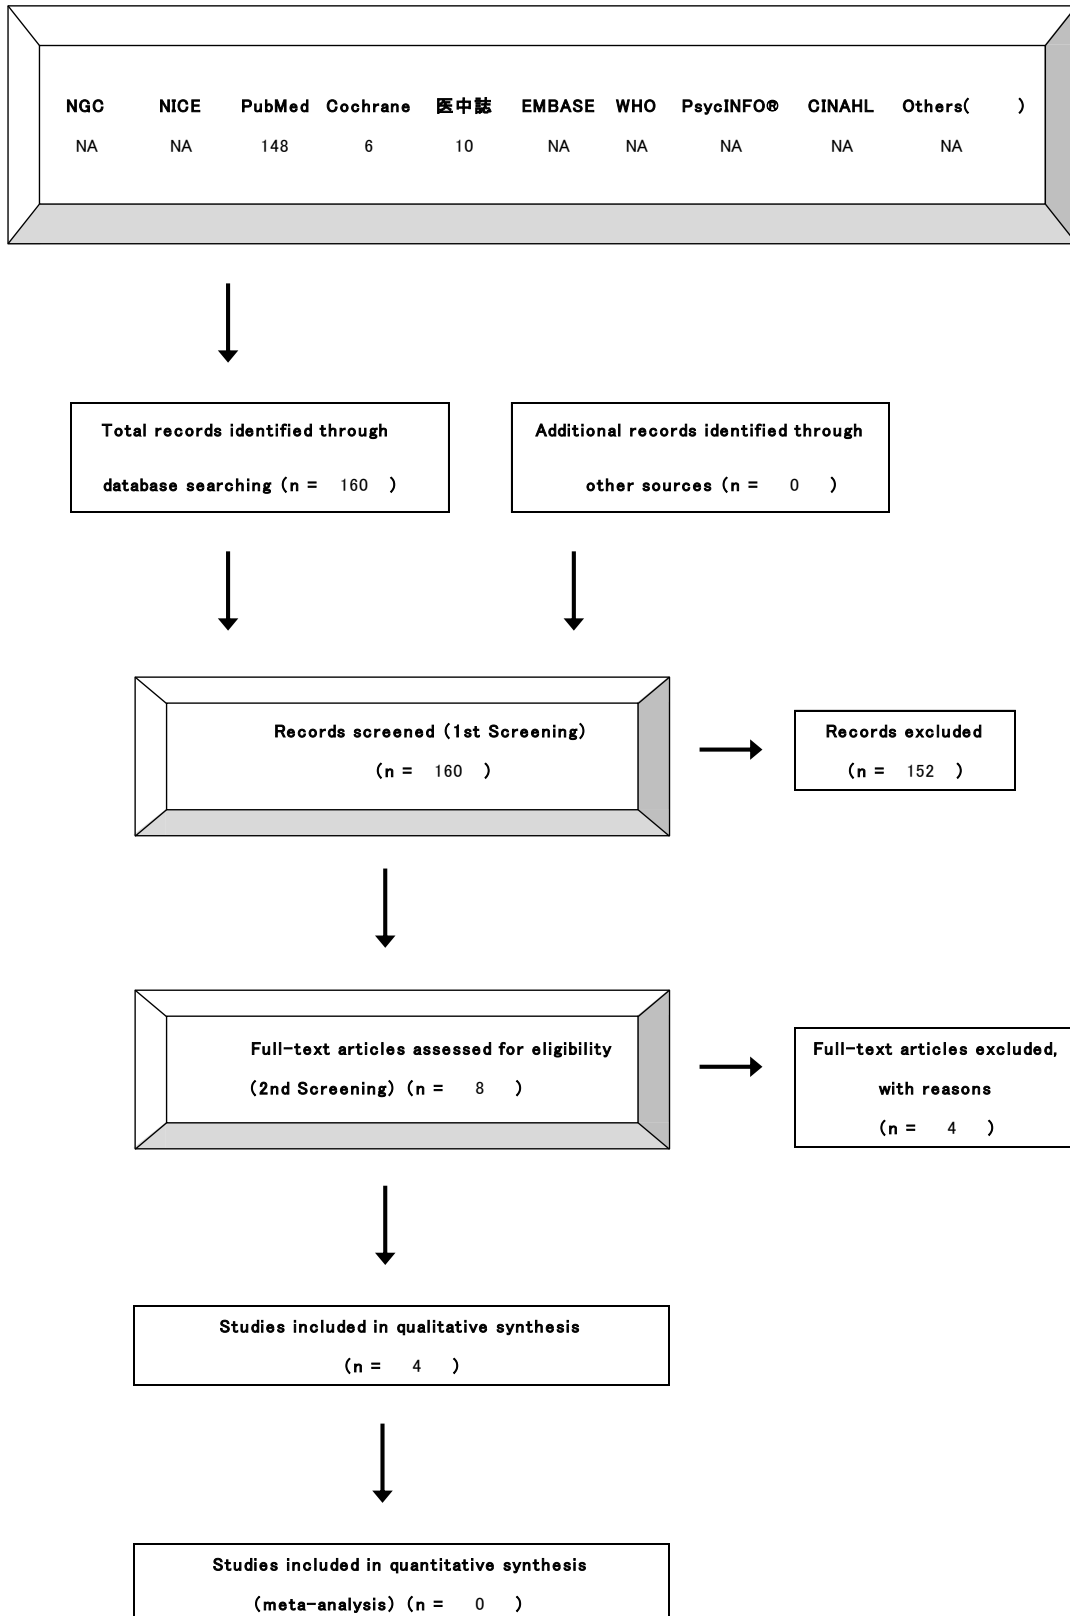 NGC NICE PubMed Cochrane 医中誌 EMBASE WHO PsycINFO® CINAHL Others( )
NA NA 148 6 10 NA NA NA NA NA
Total records identified through
database searching (n = 160 )
Additional records identified through
other sources (n = 0 )
Records screened (1st Screening)
(n = 160 )
Records excluded
(n = 152 )
Full-text articles assessed for eligibility
(2nd Screening) (n = 8 )
Full-text articles excluded,
with reasons
(n = 4 )
Studies included in qualitative synthesis
(n = 4 )
Studies included in quantitative synthesis
(meta-analysis) (n = 0 )